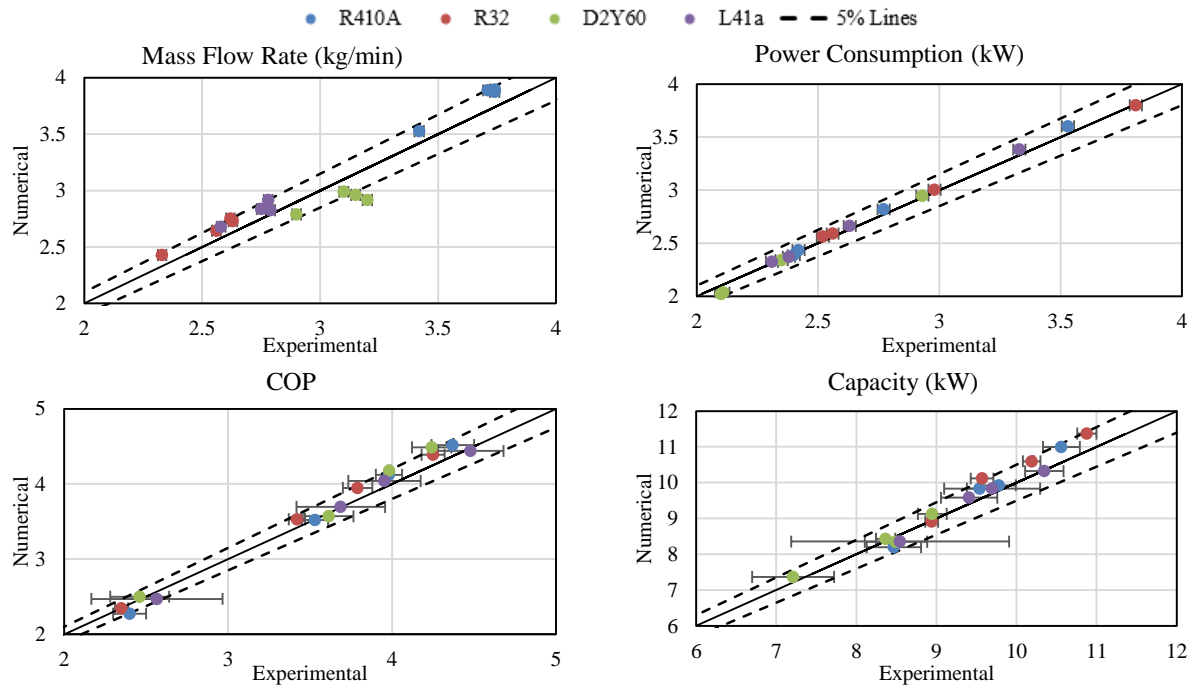 R410A R32 D2Y60 L41a 5% Lines
Mass Flow Rate (kg/min)
4
3.5
3
2.5
2
Numerical
2 2.5 3 3.5 4
Experimental
Power Consumption (kW)
4
3.5
3
2.5
2
Numerical
2 2.5 3 3.5 4
Experimental
COP
5
4
3
2
Numerical
2 3 4 5
Experimental
Capacity (kW)
12
11
10
9
8
7
6
Numerical
6 7 8 9 10 11 12
Experimental